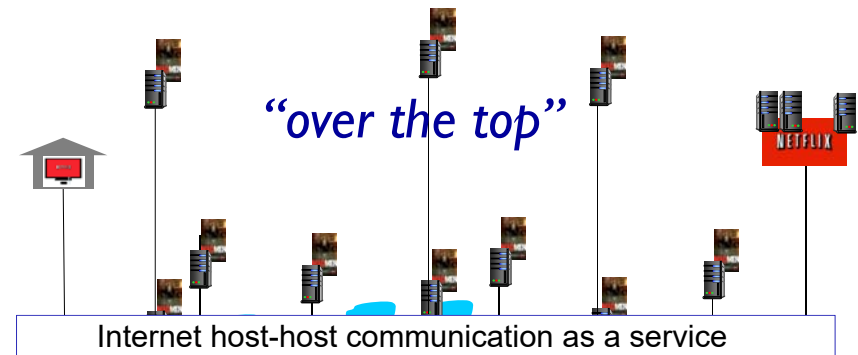 “over the top”
NETFLIX
Internet host-host communication as a service